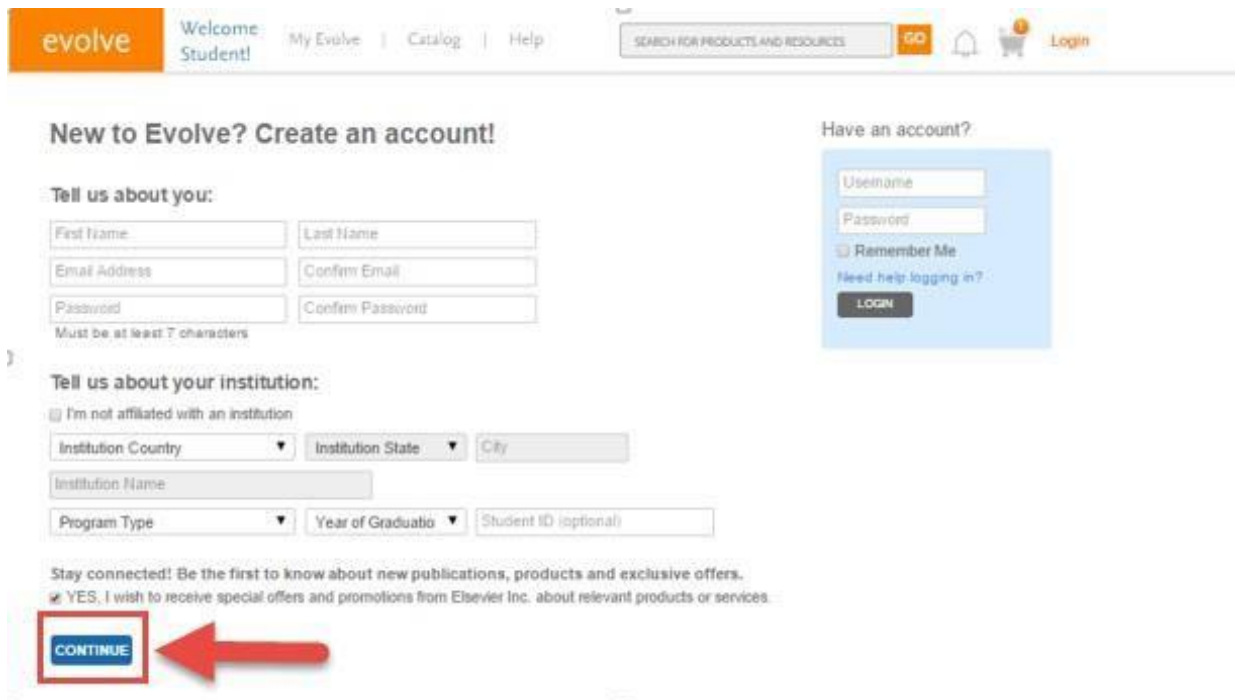 evolve
Welcome
Student!
My Evolve | Catalog | Help
SEARCH FOR PRODUCTS AND RESOURCES
GO
1
Login
New to Evolve? Create an account!
Tell us about you:
First Name
Last Name
Email Address
Confirm Email
Password
Confirm Password
Must be at least 7 characters
Tell us about your institution:
I'm not affiliated with an institution
Institution Country
Institution State
City
Institution Name
Program Type
Year of Graduatio
Student ID (optional)
Stay connected! Be the first to know about new publications, products and exclusive offers.
YES, I wish to receive special offers and promotions from Elsevier Inc. about relevant products or services.
CONTINUE
Have an account?
Username
Password
Remember Me
Need help logging in?
LOGIN